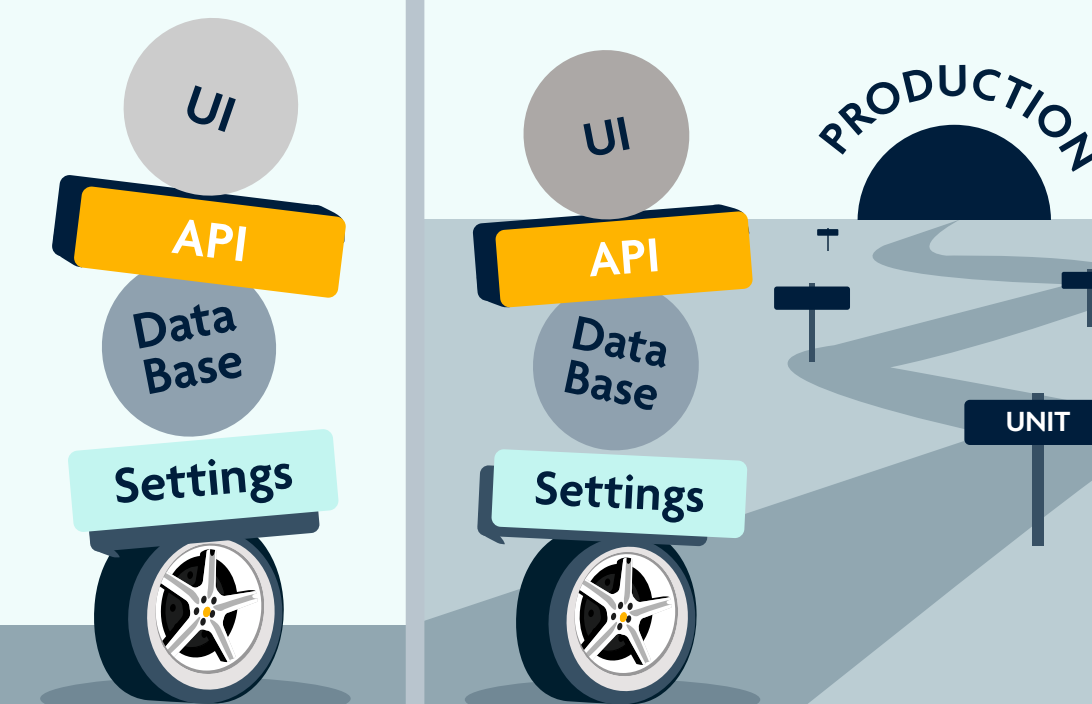 UI
API
Data
Base
Settings
UI
API
Data
Base
Settings
PRODUCTION
UNIT